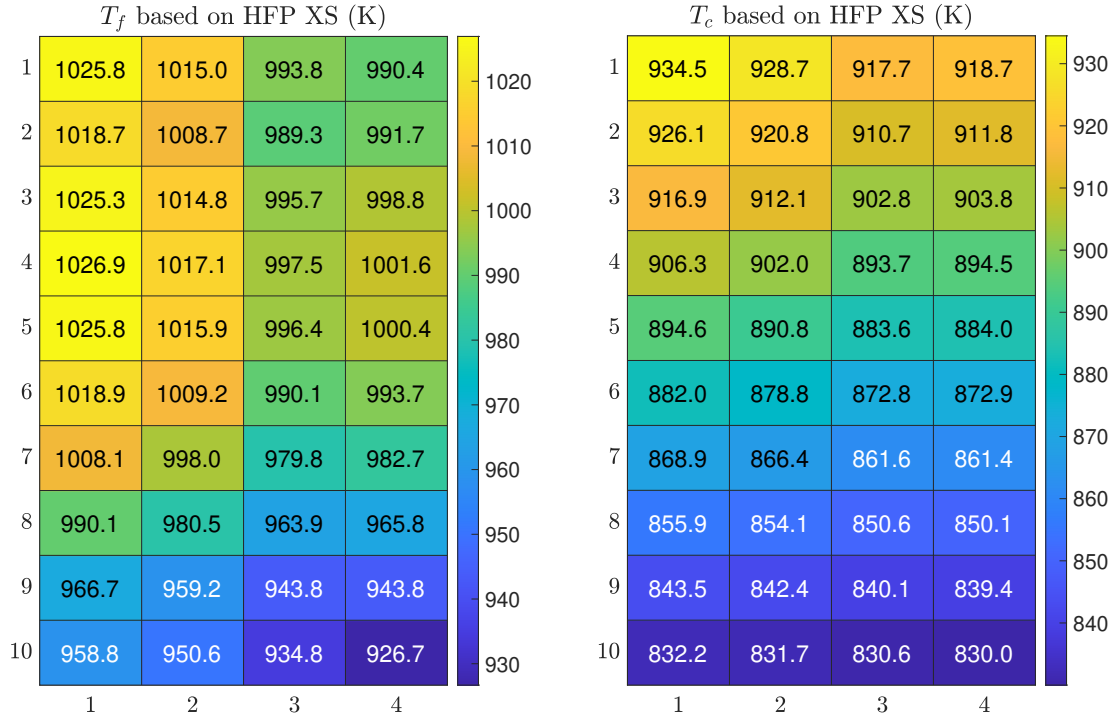 T_f based on HFP XS (K)
1 1025.8 1015.0 993.8 990.4
2 1018.7 1008.7 989.3 991.7
3 1025.3 1014.8 995.7 998.8
4 1026.9 1017.1 997.5 1001.6
5 1025.8 1015.9 996.4 1000.4
6 1018.9 1009.2 990.1 993.7
7 1008.1 998.0 979.8 982.7
8 990.1 980.5 963.9 965.8
9 966.7 959.2 943.8 943.8
10 958.8 950.6 934.8 926.7
1 2 3 4
1020
1010
1000
990
980
970
960
950
940
930
T_c based on HFP XS (K)
1 934.5 928.7 917.7 918.7
2 926.1 920.8 910.7 911.8
3 916.9 912.1 902.8 903.8
4 906.3 902.0 893.7 894.5
5 894.6 890.8 883.6 884.0
6 882.0 878.8 872.8 872.9
7 868.9 866.4 861.6 861.4
8 855.9 854.1 850.6 850.1
9 843.5 842.4 840.1 839.4
10 832.2 831.7 830.6 830.0
1 2 3 4
930
920
910
900
890
880
870
860
850
840